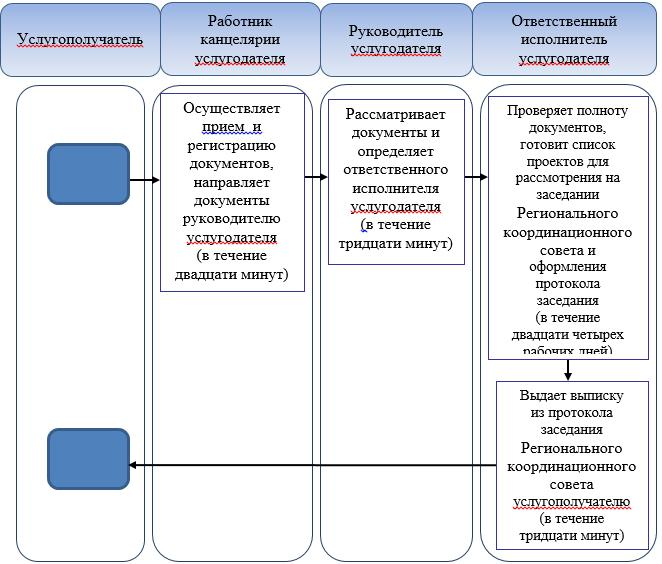 Услугополучатель
Работник
канцелярии
услугодателя
Руководитель
услугодателя
Ответственный
исполнитель
услугодателя
Осуществляет
прием и
регистрацию
документов,
направляет
документы
руководителю
услугодателя
(в течение
двадцати минут)
Рассматривает
документы и
определяет
ответственного
исполнителя
услугодателя
(в течение
тридцати минут)
Проверяет полноту
документов,
готовит список
проектов для
рассмотрения на
заседании
Регионального
координационного
совета и
оформления
протокола
заседания
(в течение
двадцати четырех
рабочих дней)
Выдает выписку
из протокола
заседания
Регионального
координационного
совета
услугополучателю
(в течение
тридцати минут)